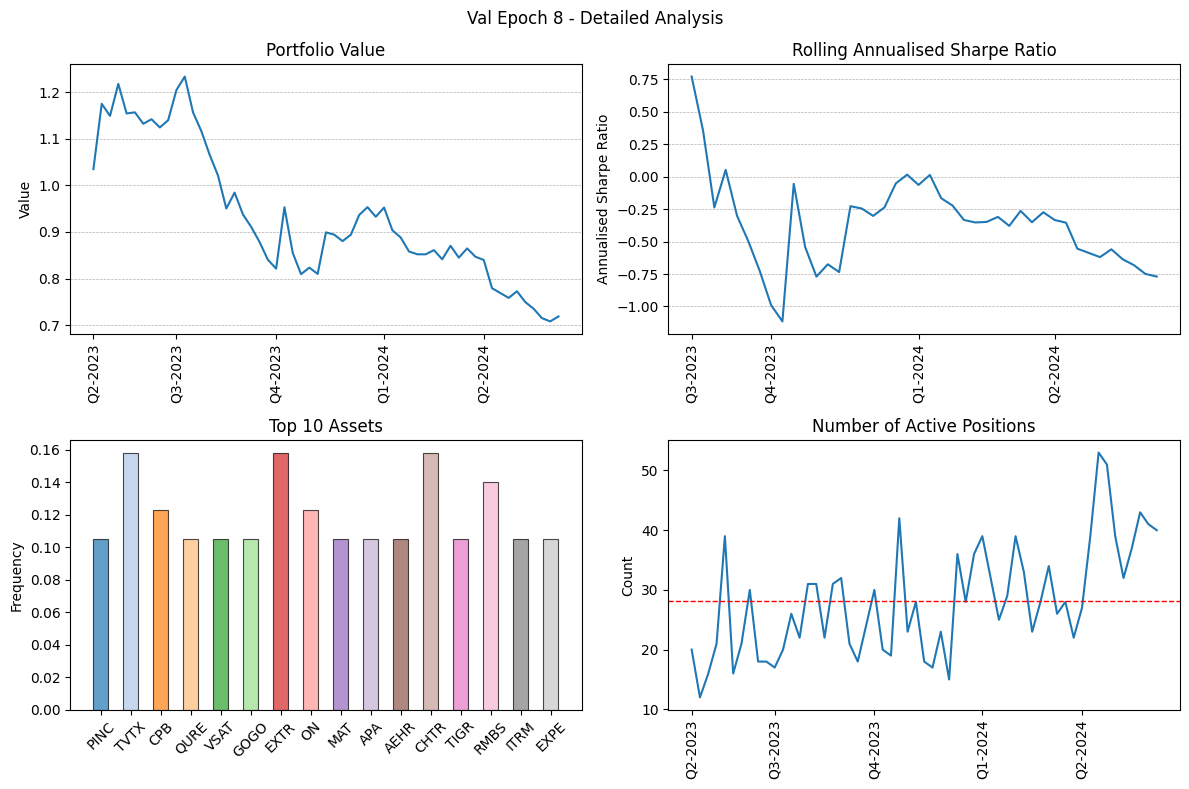 Val Epoch 8 - Detailed Analysis
Portfolio Value
Value
1.2
1.1
1.0
0.9
0.8
0.7
Q2-2023
Q3-2023
Q4-2023
Q1-2024
Q2-2024
Rolling Annualised Sharpe Ratio
Annualised Sharpe Ratio
0.75
0.50
0.25
0.00
−0.25
−0.50
−0.75
−1.00
Q3-2023
Q4-2023
Q1-2024
Q2-2024
Top 10 Assets
Frequency
0.16
0.14
0.12
0.10
0.08
0.06
0.04
0.02
0.00
PINC
TVTX
CPB
QURE
VSAT
GOGO
EXTR
ON
MAT
APA
AEHR
CHTR
TIGR
RMBS
ITRM
EXPE
Number of Active Positions
Count
50
40
30
20
10
Q2-2023
Q3-2023
Q4-2023
Q1-2024
Q2-2024